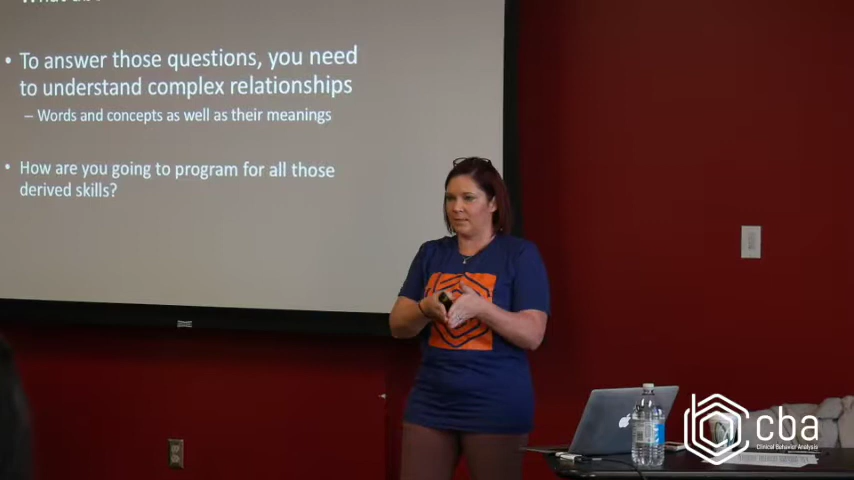 • To answer those questions, you need
to understand complex relationships
– Words and concepts as well as their meanings,
• How are you going to program for all those
derived skills?
cba
Clinical Behavior Analysis